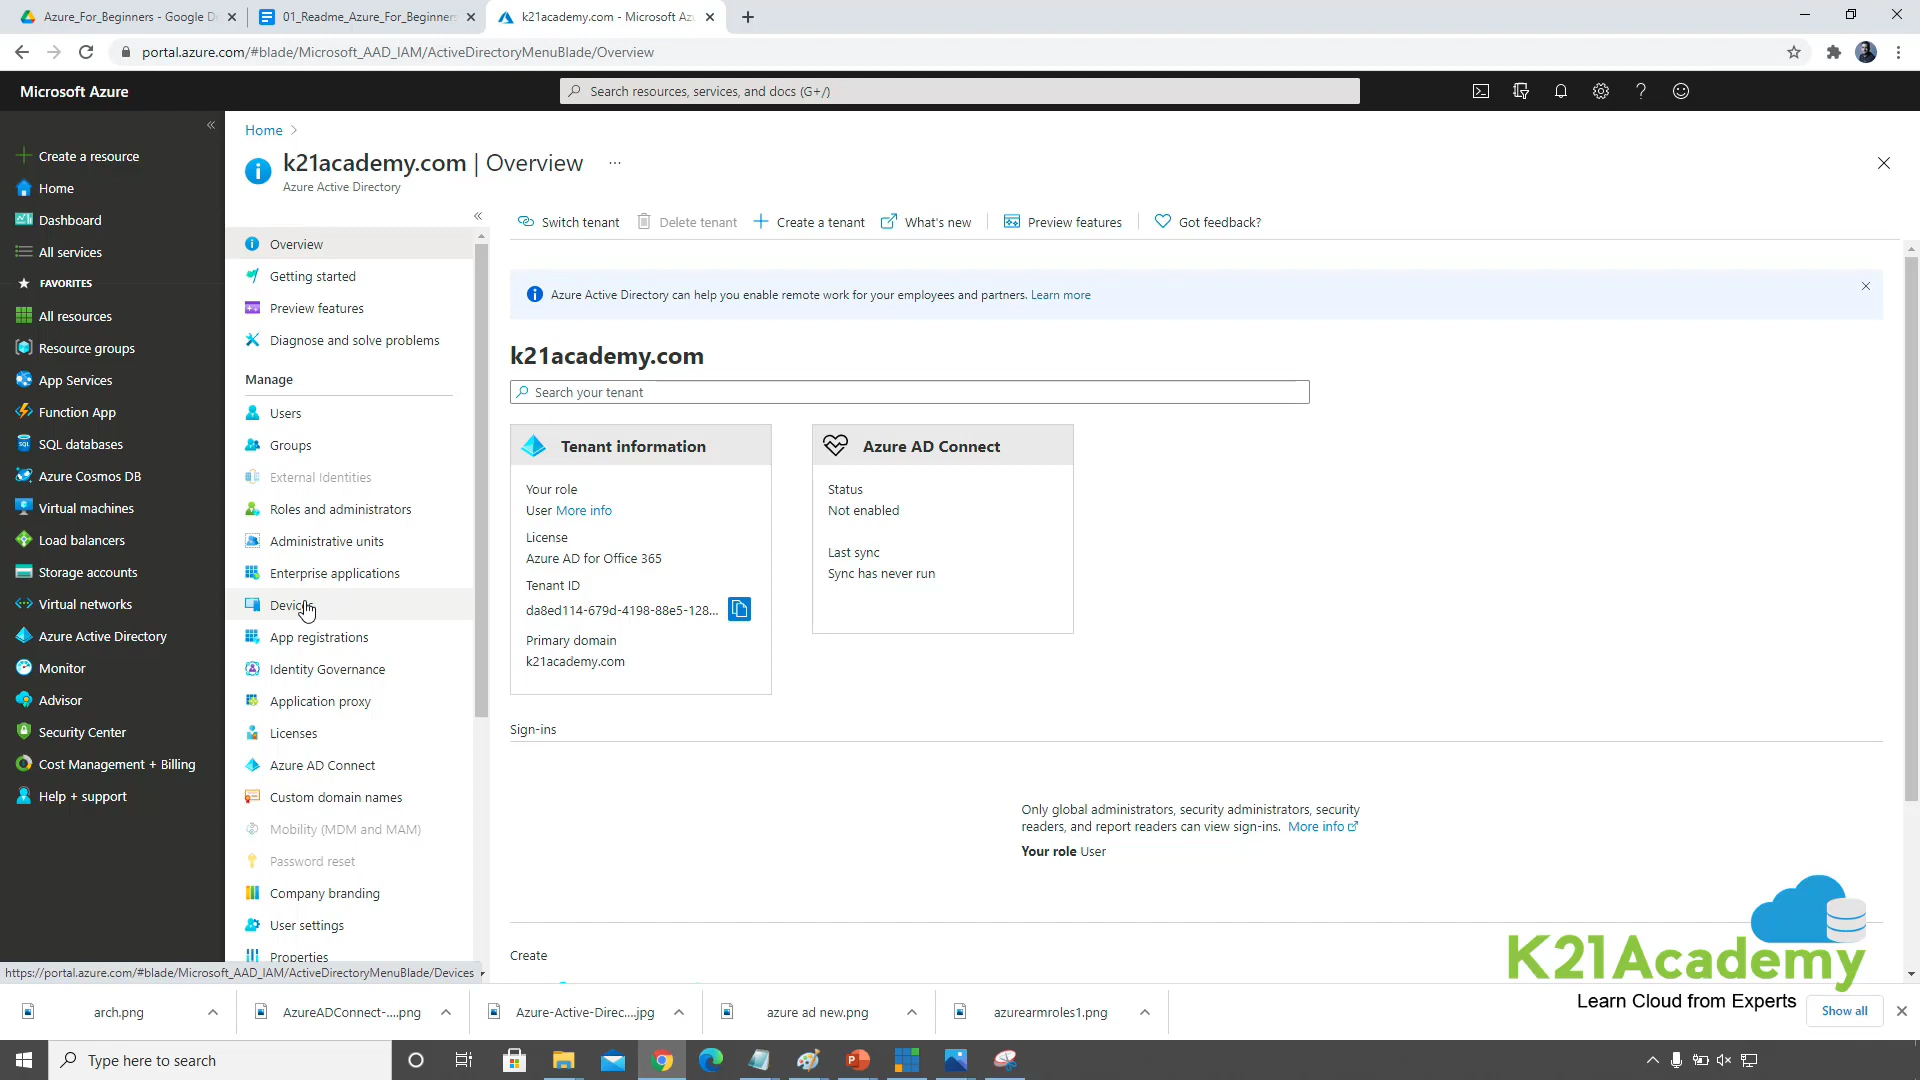 Azure_For_Beginners - Google D
01_Readme_Azure_For_Beginners
k21academy.com - Microsoft Az
portal.azure.com/#blade/Microsoft_AAD_IAM/ActiveDirectoryMenuBlade/Overview
Microsoft Azure
Search resources, services, and docs (G+/)
Create a resource
Home
Dashboard
All services
FAVORITES
All resources
Resource groups
App Services
Function App
SQL databases
Azure Cosmos DB
Virtual machines
Load balancers
Storage accounts
Virtual networks
Azure Active Directory
Monitor
Advisor
Security Center
Cost Management + Billing
Help + support
Home
k21academy.com | Overview
Azure Active Directory
Overview
Getting started
Preview features
Diagnose and solve problems
Manage
Users
Groups
External Identities
Roles and administrators
Administrative units
Enterprise applications
Devices
App registrations
Identity Governance
Application proxy
Licenses
Azure AD Connect
Custom domain names
Mobility (MDM and MAM)
Password reset
Company branding
User settings
Properties
https://portal.azure.com/#blade/Microsoft_AAD_IAM/ActiveDirectoryMenuBlade/Devices
Switch tenant
Delete tenant
Create a tenant
What's new
Preview features
Got feedback?
Azure Active Directory can help you enable remote work for your employees and partners. Learn more
k21academy.com
Search your tenant
Tenant information
Your role
User More info
License
Azure AD for Office 365
Tenant ID
da8ed114-679d-4198-88e5-128...
Primary domain
k21academy.com
Azure AD Connect
Status
Not enabled
Last sync
Sync has never run
Sign-ins
Only global administrators, security administrators, security
readers, and report readers can view sign-ins. More info
Your role User
Create
K21Academy
Learn Cloud from Experts
arch.png
AzureADConnect-....png
Azure-Active-Direc....jpg
azure ad new.png
azurearmroles1.png
Show all
Type here to search